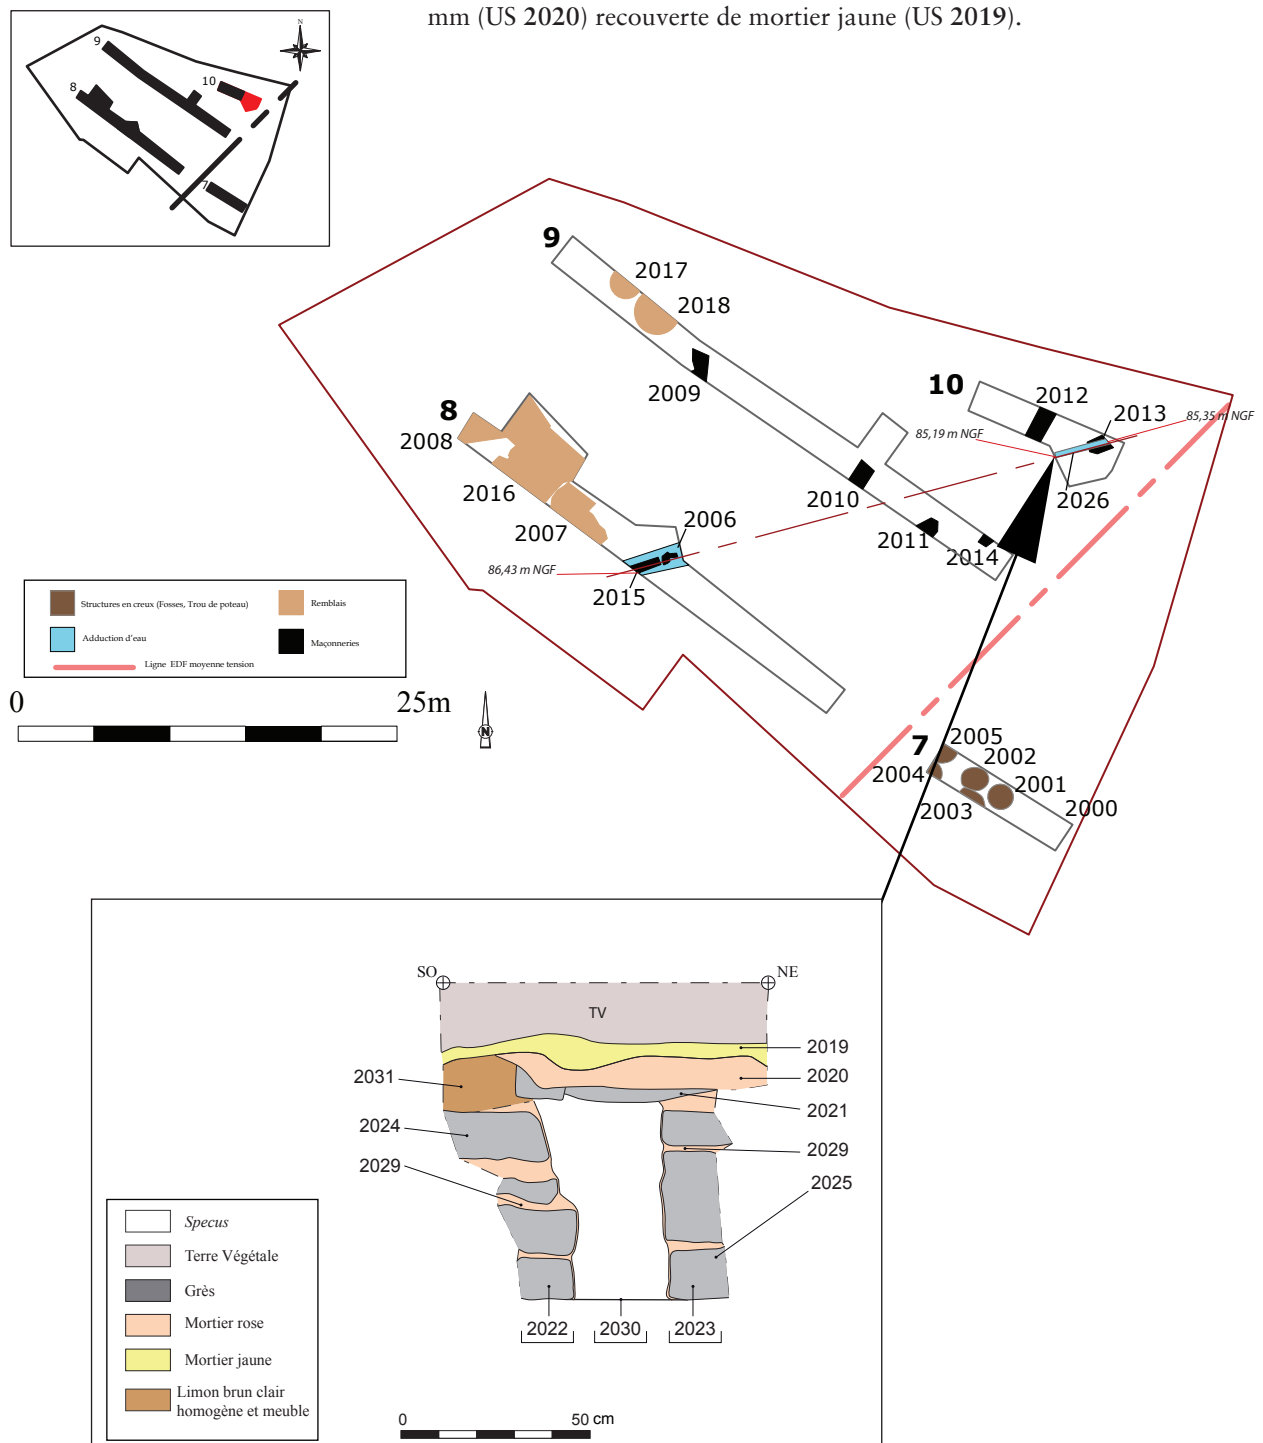 mm (US 2020) recouverte de mortier jaune (US 2019).
N
9
10
8
7
9
2017
2018
2009
10
2012
2013
85,35 m NGF
85,19 m NGF
8
2008
2016
2007
2006
2010
2026
2011
2014
86,43 m NGF
2015
Structures en creux (Fosses, Trou de poteau)
Remblais
Adduction d'eau
Maçonneries
Ligne EDF moyenne tension
0
25m
N
7
2005
2002
2004
2001
2003
2000
SO
NE
TV
2019
2031
2020
2021
2024
2029
2029
2025
2022
2030
2023
Specus
Terre Végétale
Grès
Mortier rose
Mortier jaune
Limon brun clair
homogène et meuble
0
50 cm